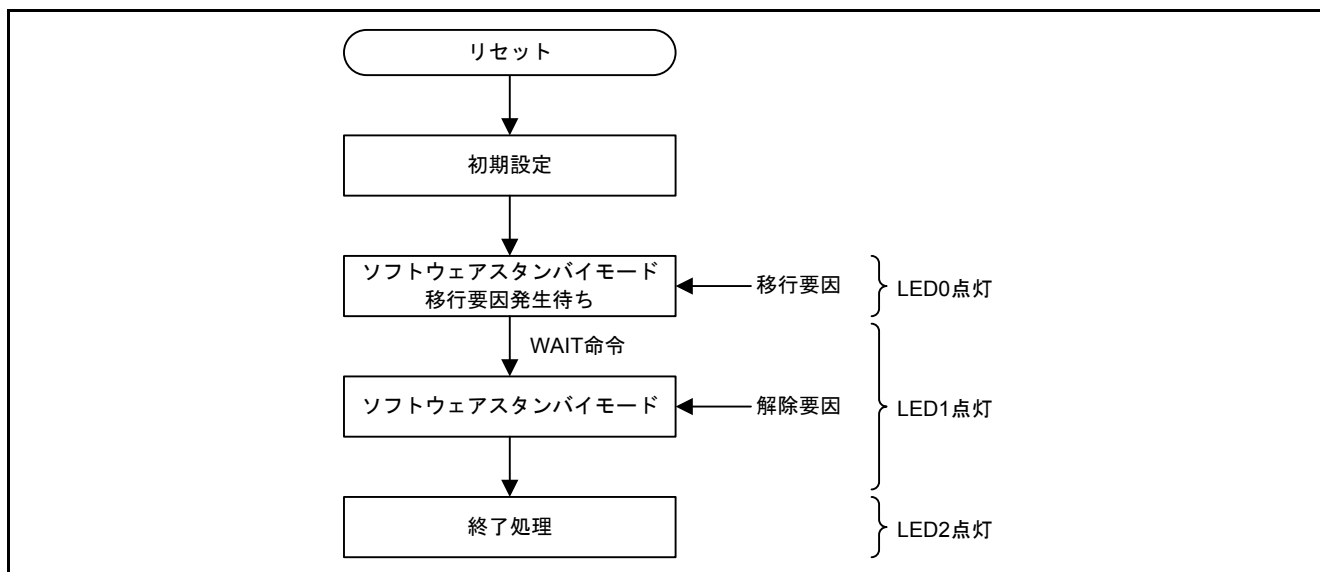 リセット
初期設定
ソフトウェアスタンバイモード
移行要因発生待ち
移行要因
LED0点灯
WAIT命令
ソフトウェアスタンバイモード
解除要因
LED1点灯
終了処理
LED2点灯